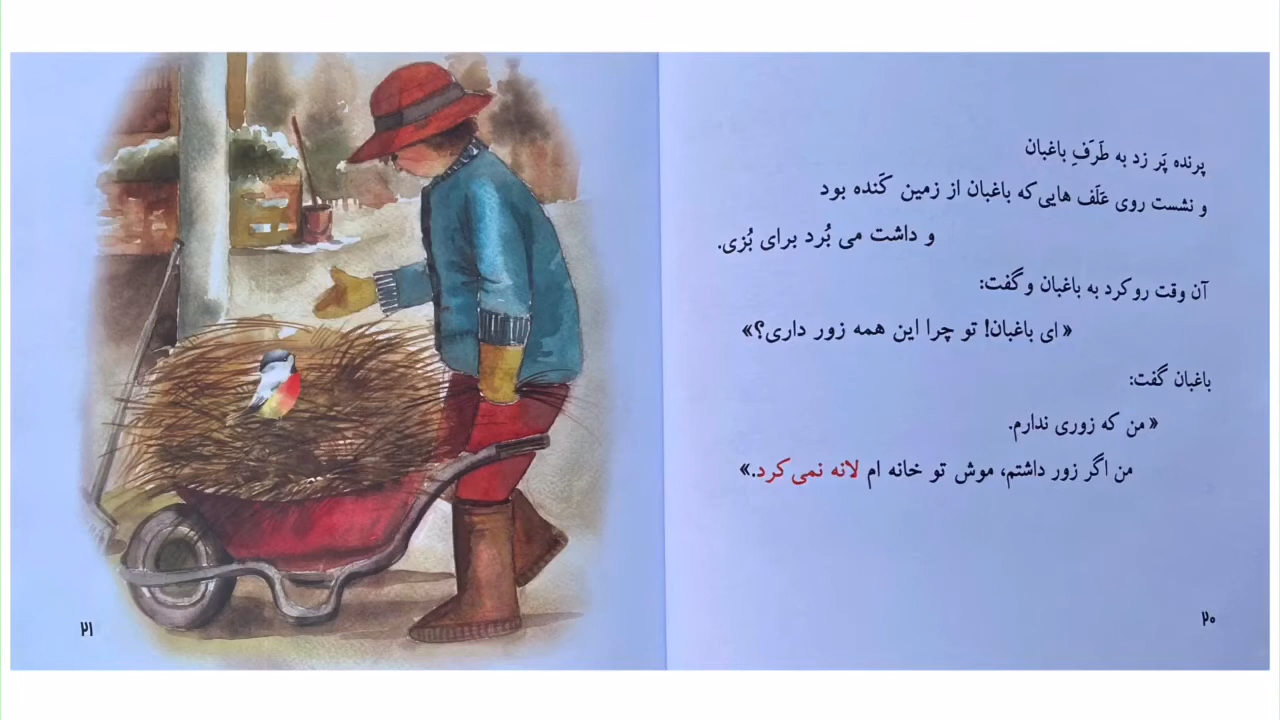 پرنده پَر زد به طَرَفِ باغبان
و نشست روی عَلَف هایی که باغبان از زمین کَنده بود
و داشت می بُرد برای بُزی.
آن وقت رو کرد به باغبان و گفت:
« ای باغبان! تو چرا این همه زور داری؟»
باغبان گفت:
« من که زوری ندارم.
من اگر زور داشتم، موش تو خانه ام لانه نمی کرد.»
۲۰
۲۱